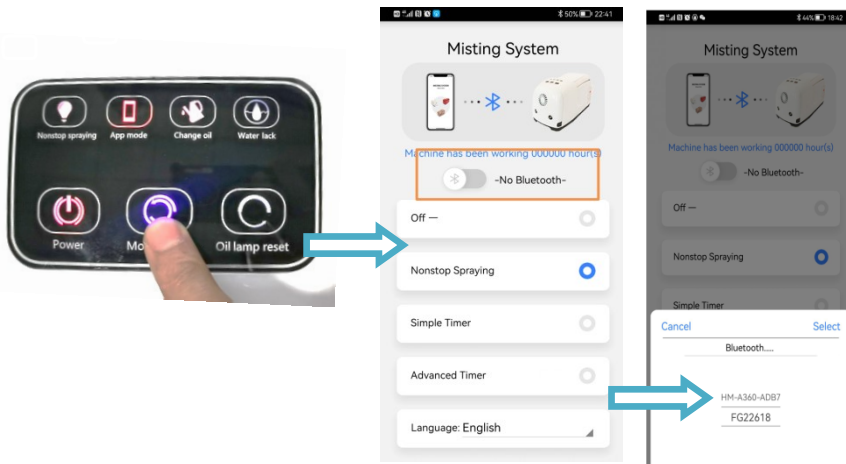 Nonstop spraying
App mode
Change oil
Water lack
Power
Mo
Oil lamp reset
50% 22:41
Misting System
Machine has been working 000000 hour(s)
-No Bluetooth-
Off —
Nonstop Spraying
Simple Timer
Advanced Timer
Language: English
44% 18:42
Misting System
Machine has been working 000000 hour(s)
-No Bluetooth-
Off —
Nonstop Spraying
Simple Timer
Cancel
Select
Bluetooth....
HM-A360-ADB7
FG22618